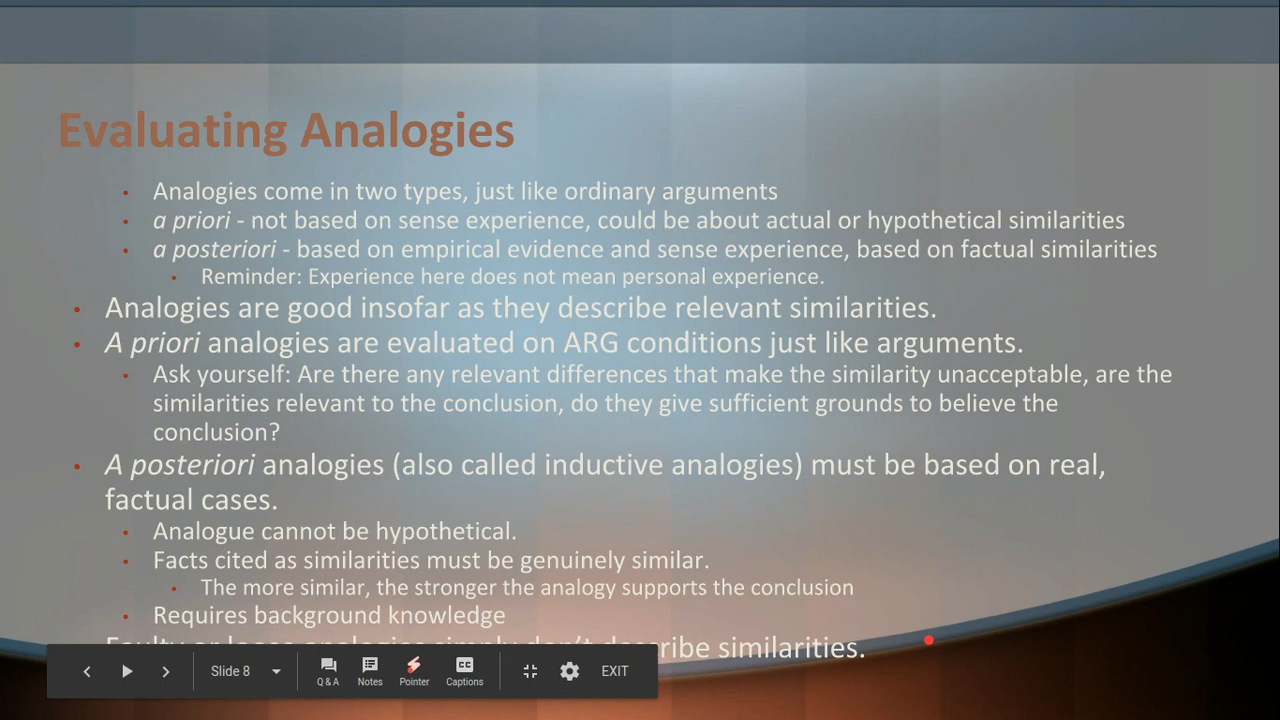 Evaluating Analogies
• Analogies come in two types, just like ordinary arguments
• a priori - not based on sense experience, could be about actual or hypothetical similarities
• a posteriori - based on empirical evidence and sense experience, based on factual similarities
• Reminder: Experience here does not mean personal experience.
• Analogies are good insofar as they describe relevant similarities.
• A priori analogies are evaluated on ARG conditions just like arguments.
• Ask yourself: Are there any relevant differences that make the similarity unacceptable, are the
similarities relevant to the conclusion, do they give sufficient grounds to believe the
conclusion?
• A posteriori analogies (also called inductive analogies) must be based on real,
factual cases.
• Analogue cannot be hypothetical.
• Facts cited as similarities must be genuinely similar.
• The more similar, the stronger the analogy supports the conclusion
• Requires background knowledge
Faulty or loose analogies simply don't describe similarities.
Slide 8
Q & A Notes Pointer Captions
EXIT